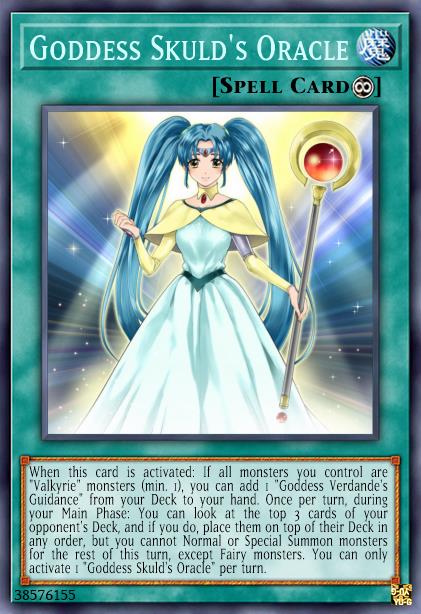 Goddess Skuld's Oracle
魔
[Spell Card∞]
When this card is activated: If all monsters you control are
"Valkyrie" monsters (min. 1), you can add 1 "Goddess Verdande's
Guidance" from your Deck to your hand. Once per turn, during
your Main Phase: You can look at the top 3 cards of your
opponent's Deck, and if you do, place them on top of their Deck in
any order, but you cannot Normal or Special Summon monsters
for the rest of this turn, except Fairy monsters. You can only
activate 1 "Goddess Skuld's Oracle" per turn.
38576155